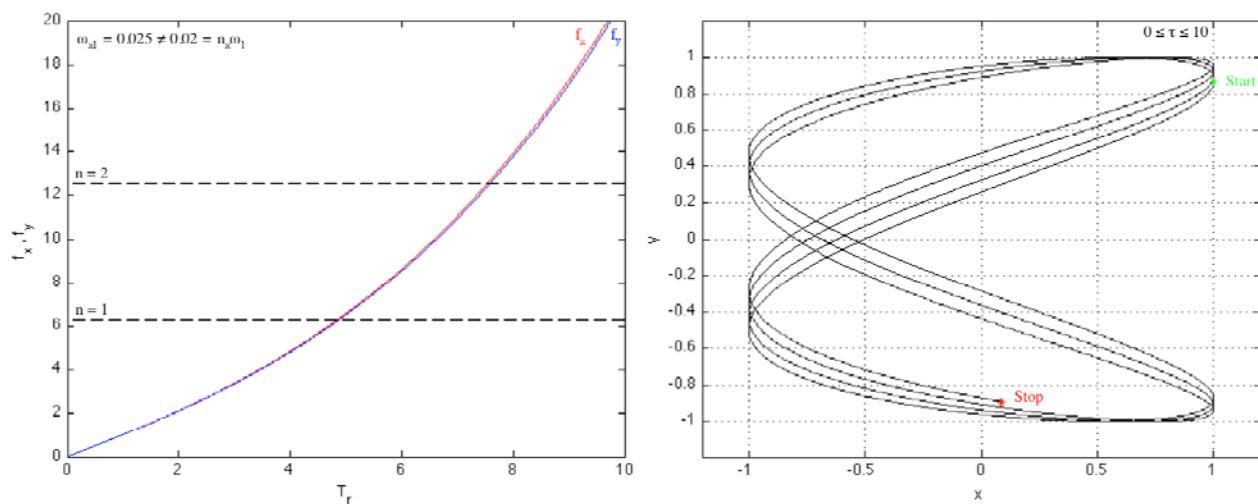 ω_x1 = 0.025 ≠ 0.02 = n_xω_1
f_x f_y
n = 2
n = 1
20
18
16
14
12
10
8
6
4
2
0
f_x , f_y
0 2 4 6 8 10
T_r
0 ≤ τ ≤ 10
Start
Stop
1
0.8
0.6
0.4
0.2
0
-0.2
-0.4
-0.6
-0.8
-1
y
-1 -0.5 0 0.5 1
x